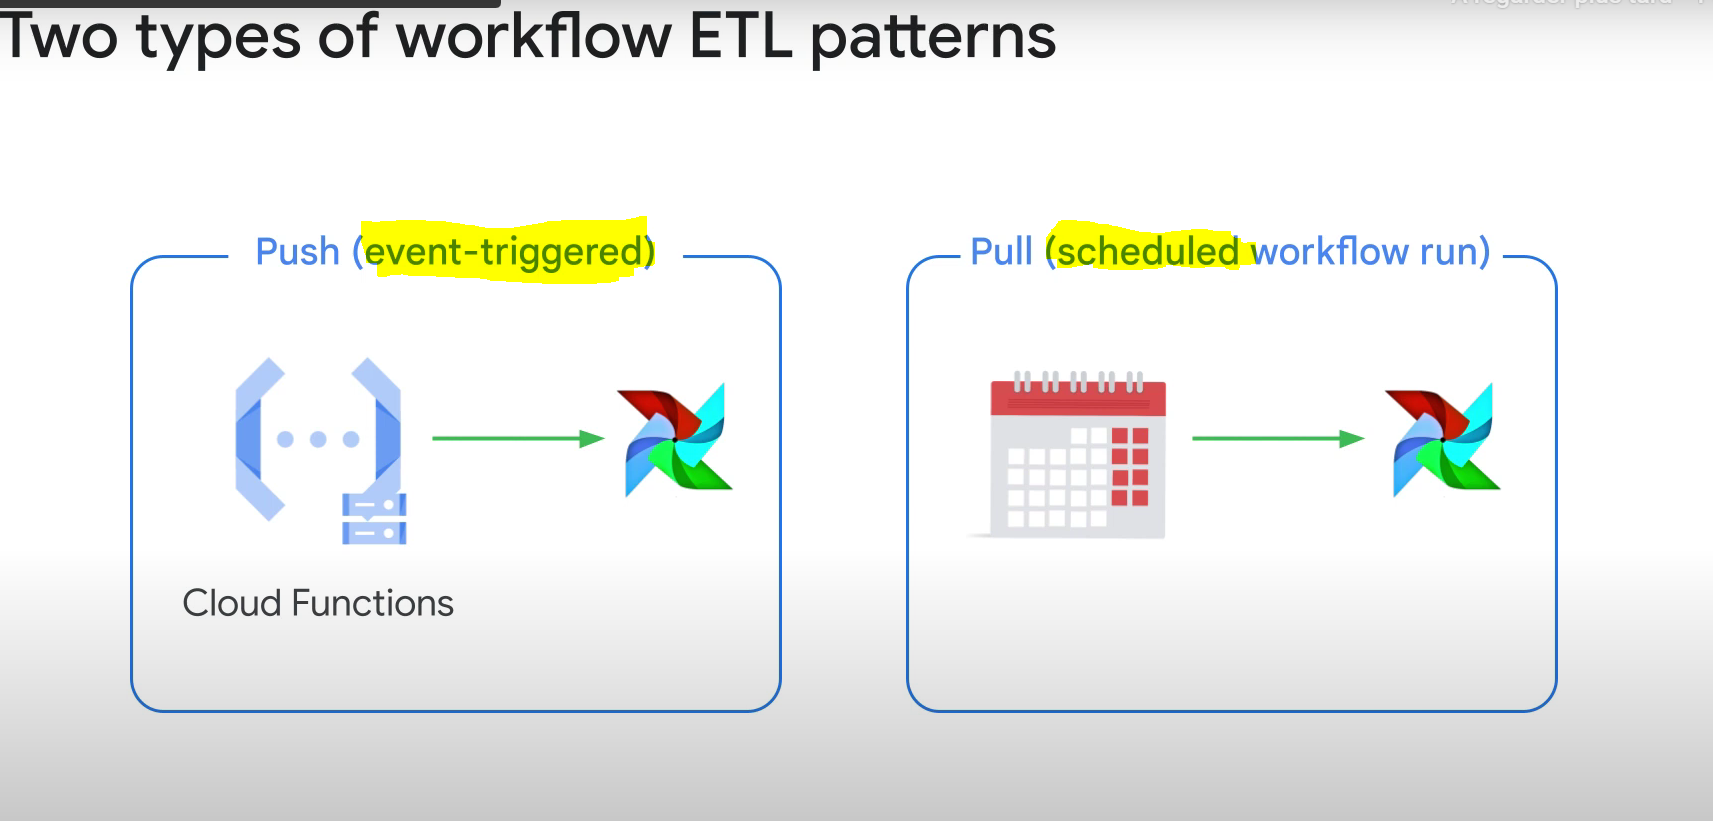 Two types of workflow ETL patterns
Push (event-triggered)
Pull (scheduled workflow run)
Cloud Functions